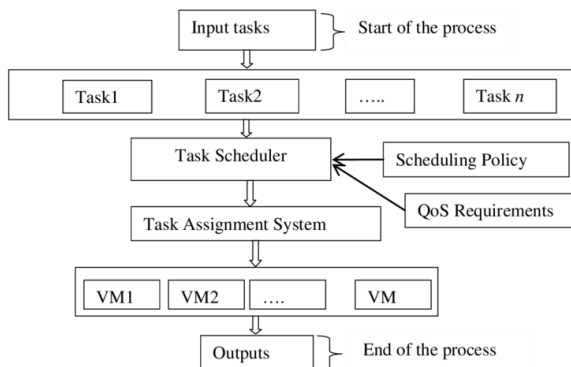 Input tasks
Start of the process
Task1 Task2 ….. Task n
Task Scheduler
Scheduling Policy
QoS Requirements
Task Assignment System
VM1 VM2 …. VM
Outputs
End of the process